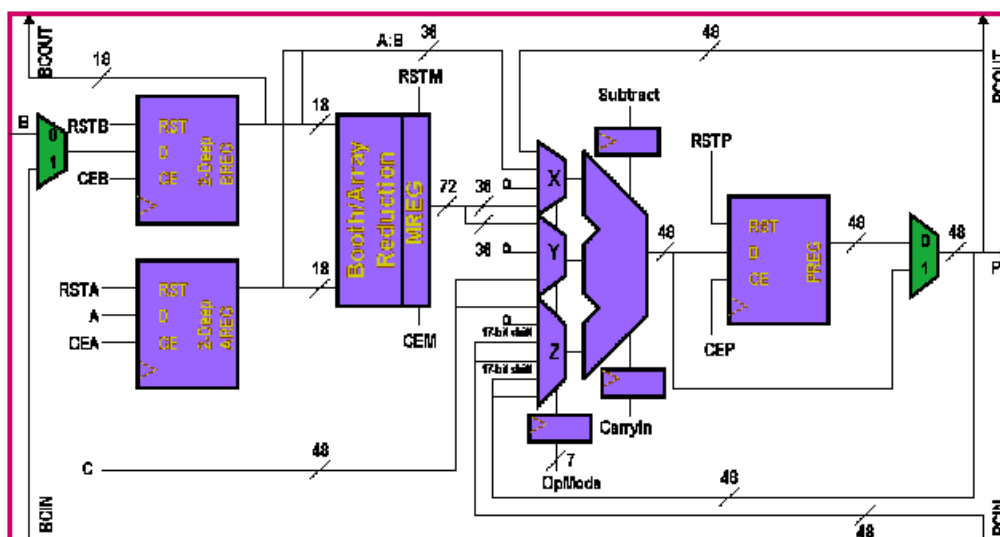 BCOUT
18
A:B
36
RSTM
48
PCOUT
B
0
1
RSTB
CEB
RST
D
CE
2-Deep
BREG
18
Booth/Array
Reduction
MREG
72
36
36
0
0
0
X
Y
Z
Subtract
RSTP
48
RST
D
CE
PREG
48
0
1
48
P
RSTA
A
CEA
RST
D
CE
2-Deep
AREG
18
CEM
17-bit shift
17-bit shift
CEP
CarryIn
C
48
7
OpMode
48
48
BCIN
BCIN